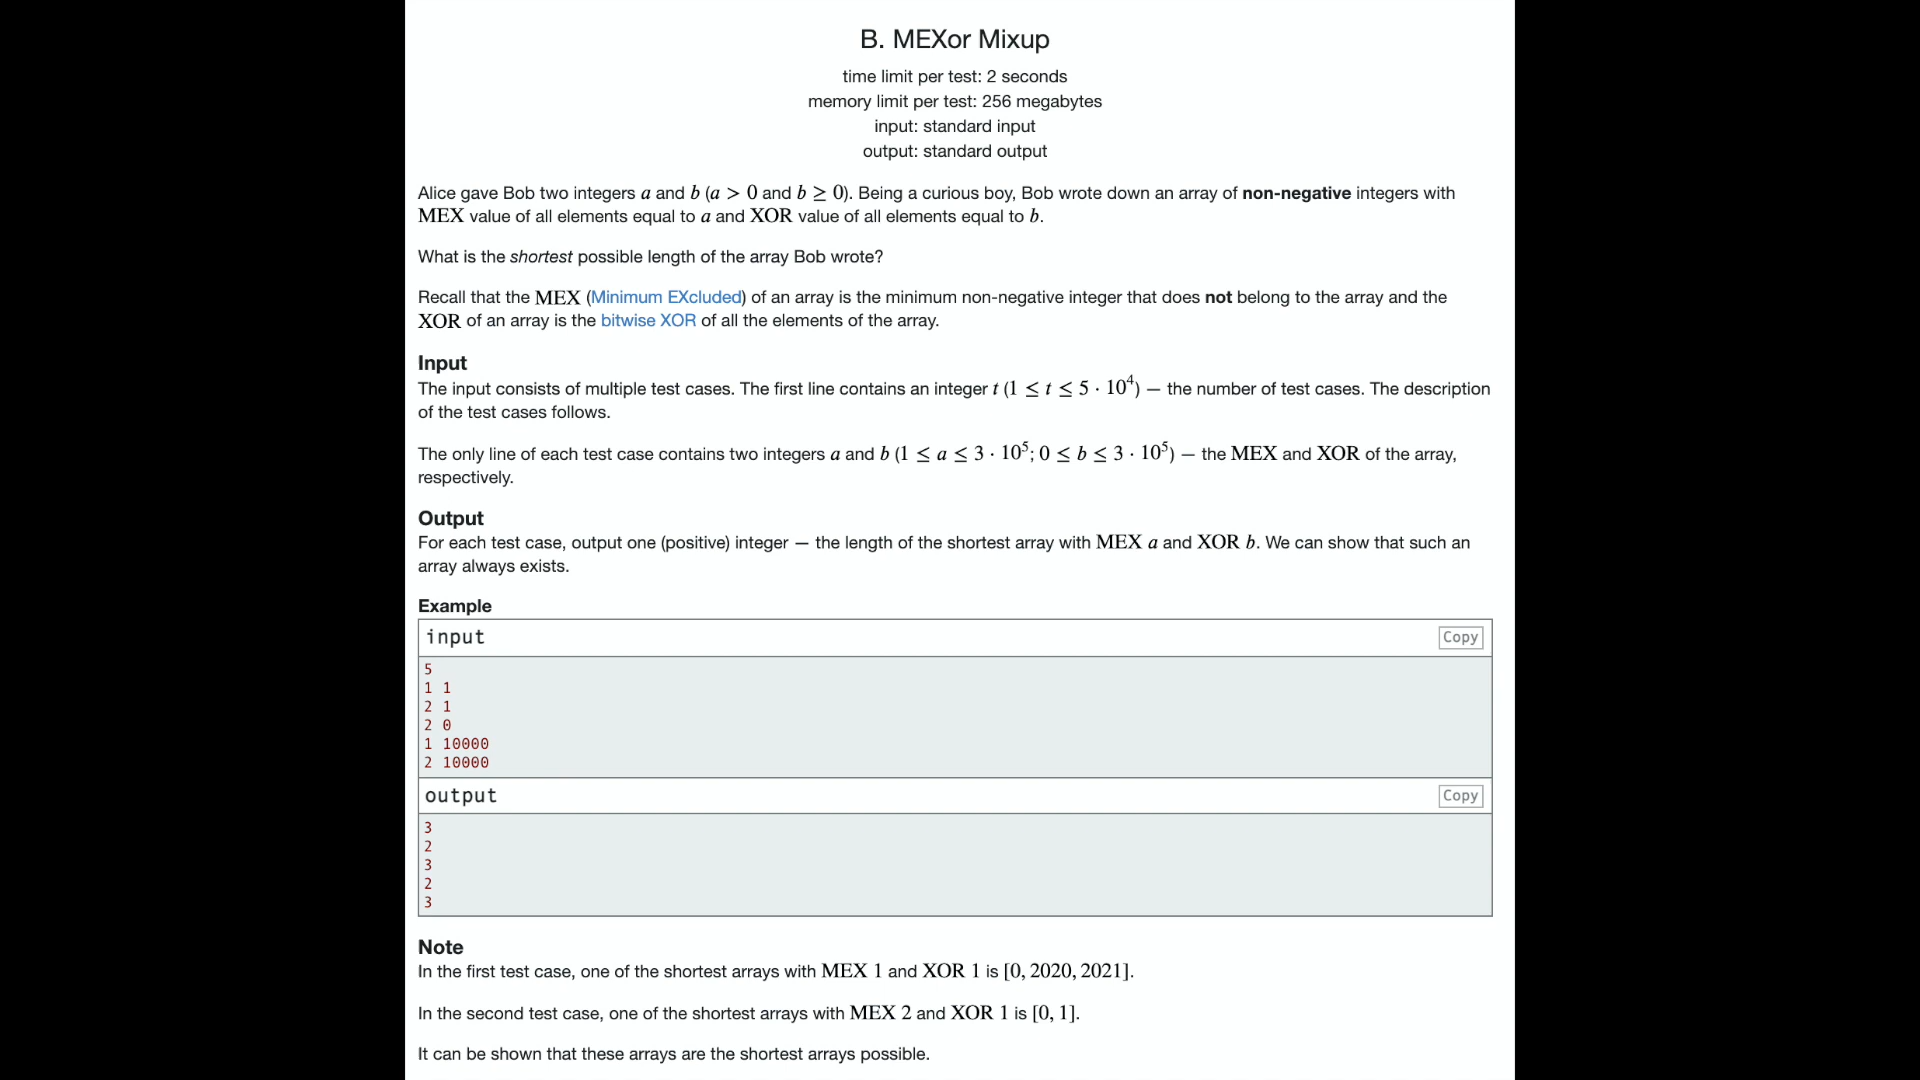 B. MEXor Mixup
time limit per test: 2 seconds
memory limit per test: 256 megabytes
input: standard input
output: standard output
Alice gave Bob two integers a and b (a > 0 and b ≥ 0). Being a curious boy, Bob wrote down an array of non-negative integers with
MEX value of all elements equal to a and XOR value of all elements equal to b.
What is the shortest possible length of the array Bob wrote?
Recall that the MEX (Minimum EXcluded) of an array is the minimum non-negative integer that does not belong to the array and the
XOR of an array is the bitwise XOR of all the elements of the array.
Input
The input consists of multiple test cases. The first line contains an integer t (1 ≤ t ≤ 5 · 10⁴) — the number of test cases. The description
of the test cases follows.
The only line of each test case contains two integers a and b (1 ≤ a ≤ 3 · 10⁵; 0 ≤ b ≤ 3 · 10⁵) — the MEX and XOR of the array,
respectively.
Output
For each test case, output one (positive) integer — the length of the shortest array with MEX a and XOR b. We can show that such an
array always exists.
Example
input Copy
5
1 1
2 1
2 0
1 10000
2 10000
output Copy
3
2
3
2
3
Note
In the first test case, one of the shortest arrays with MEX 1 and XOR 1 is [0, 2020, 2021].
In the second test case, one of the shortest arrays with MEX 2 and XOR 1 is [0, 1].
It can be shown that these arrays are the shortest arrays possible.